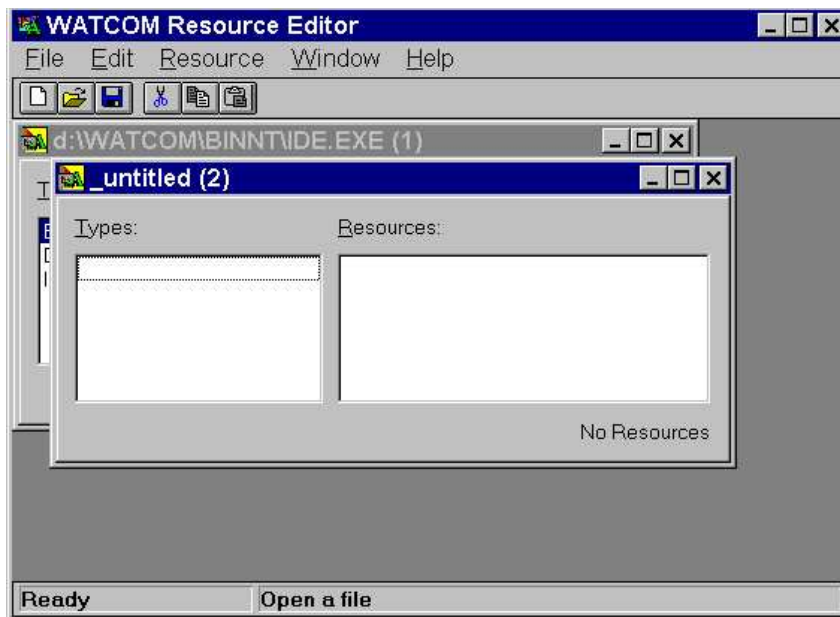 WATCOM Resource Editor
File Edit Resource Window Help
d:\WATCOM\BINNT\IDE.EXE (1)
_untitled (2)
Types: Resources:
No Resources
Ready Open a file